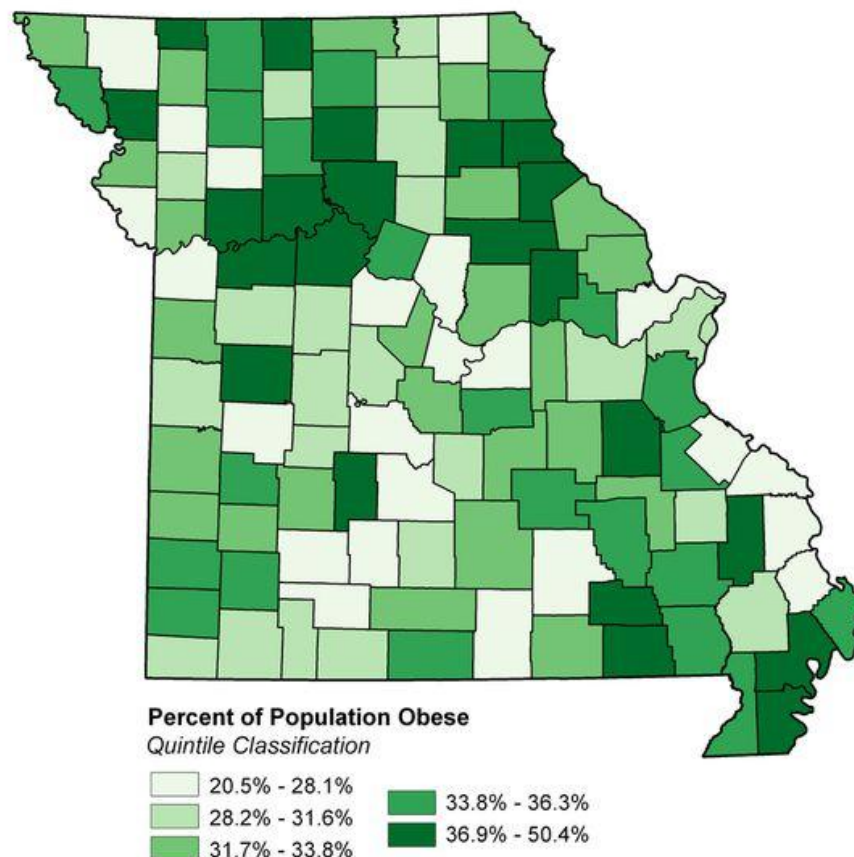 Percent of Population Obese
Quintile Classification
20.5% - 28.1%
28.2% - 31.6%
31.7% - 33.8%
33.8% - 36.3%
36.9% - 50.4%